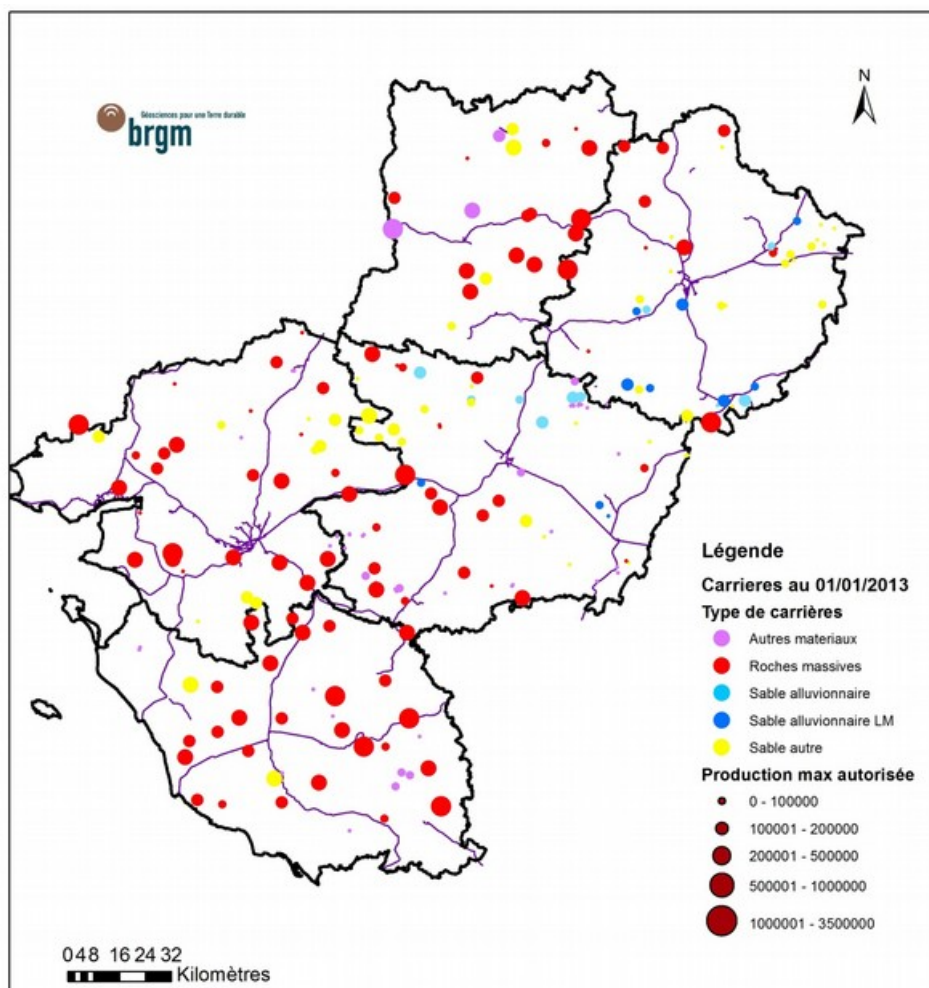 Géosciences pour une Terre durable
brgm
N
Légende
Carrieres au 01/01/2013
Type de carrières
Autres materiaux
Roches massives
Sable alluvionnaire
Sable alluvionnaire LM
Sable autre
Production max autorisée
0 - 100000
100001 - 200000
200001 - 500000
500001 - 1000000
1000001 - 3500000
0 4 8 16 24 32
Kilomètres